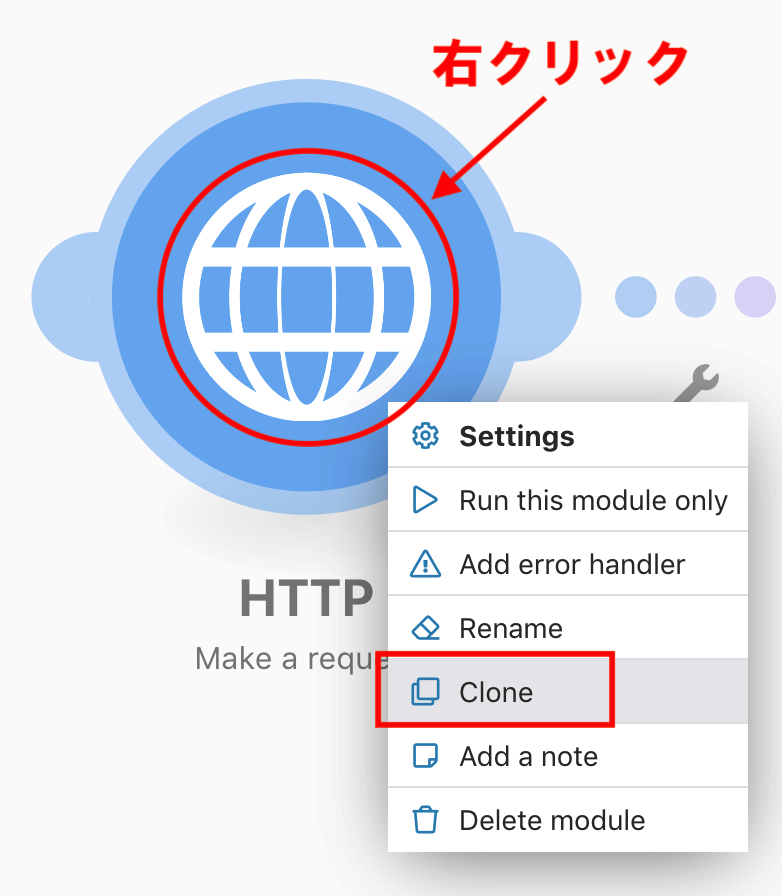 右クリック
Settings
Run this module only
Add error handler
Rename
Clone
Add a note
Delete module
HTTP
Make a reque